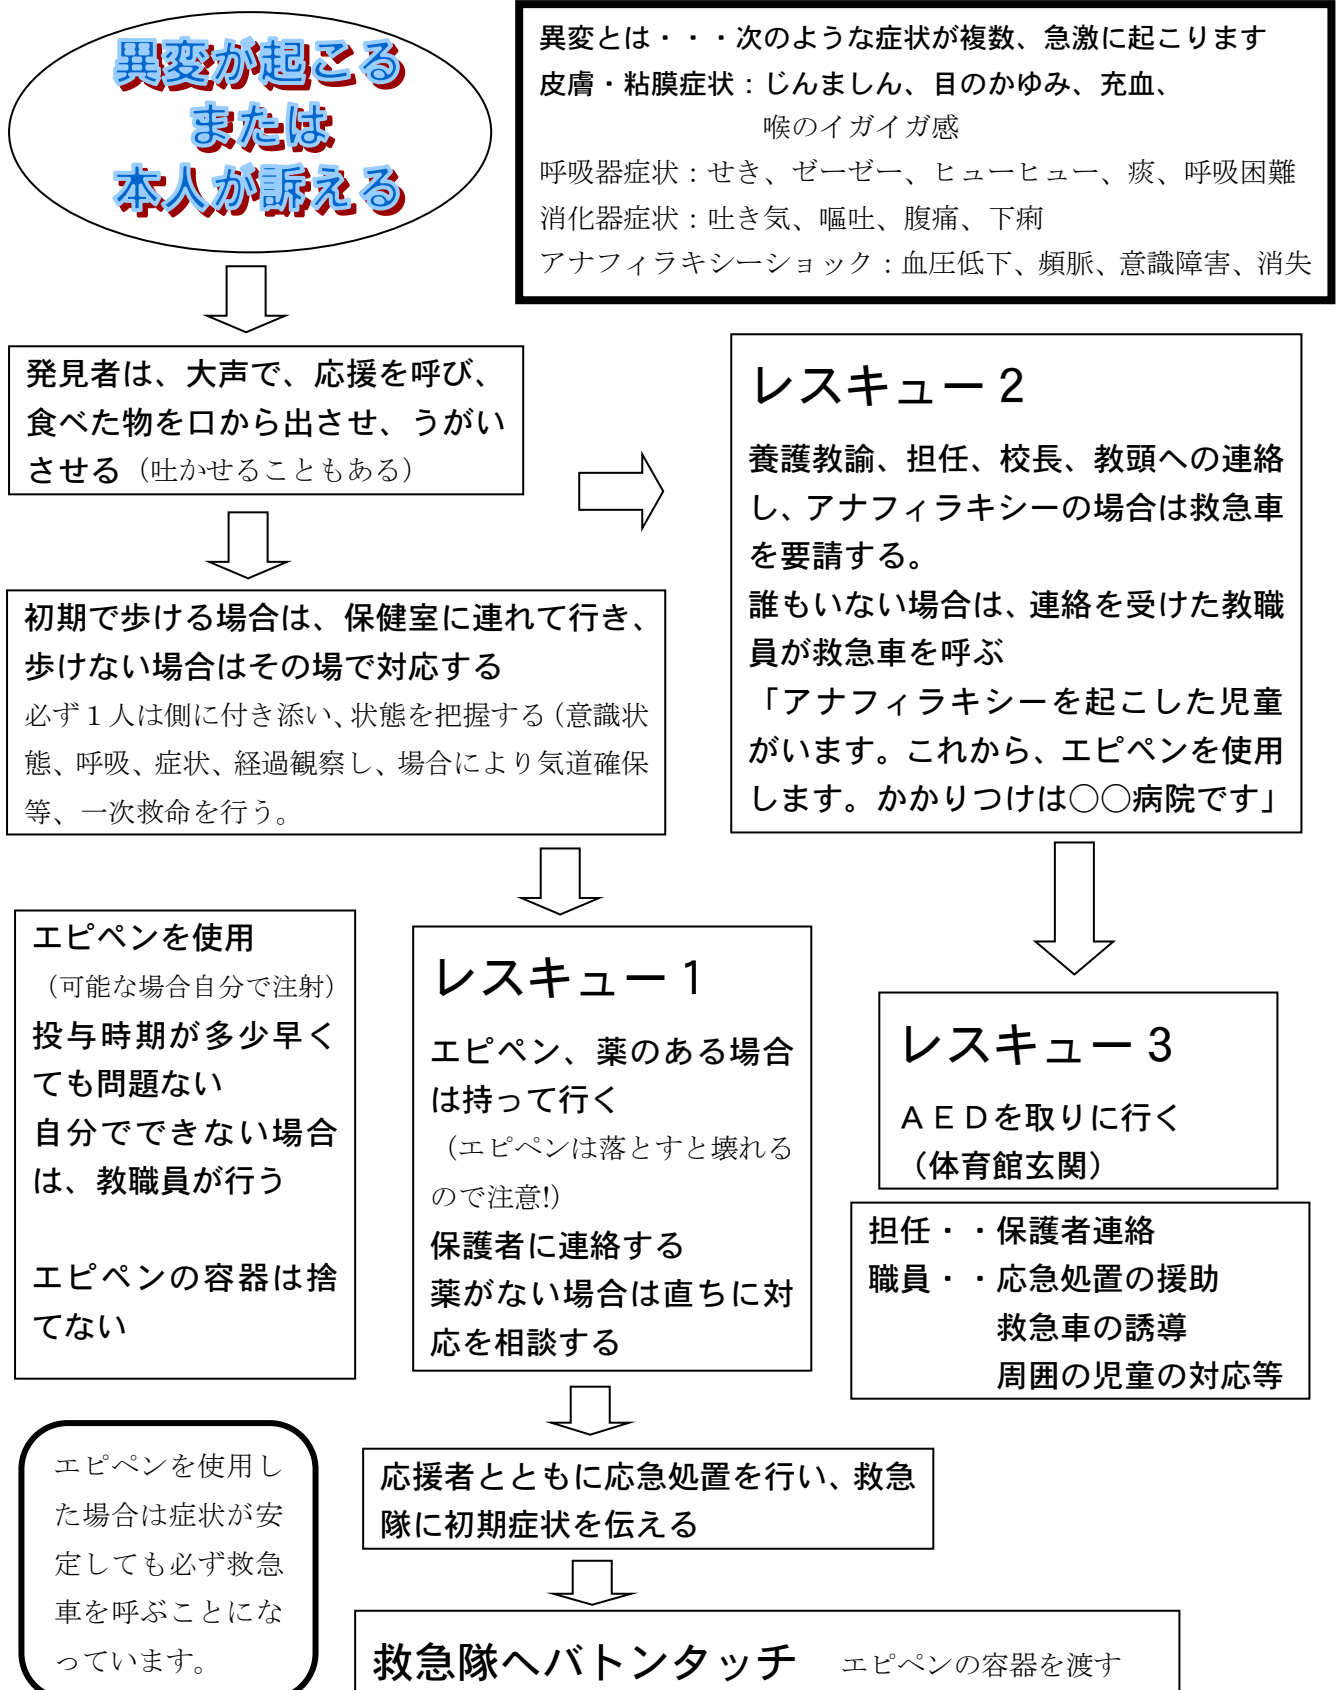 異変が起こる
または
本人が訴える
異変とは・・・次のような症状が複数、急激に起こります
皮膚・粘膜症状：じんましん、目のかゆみ、充血、
喉のイガイガ感
呼吸器症状：せき、ゼーゼー、ヒューヒュー、痰、呼吸困難
消化器症状：吐き気、嘔吐、腹痛、下痢
アナフィラキシーショック：血圧低下、頻脈、意識障害、消失
発見者は、大声で、応援を呼び、
食べた物を口から出させ、うがい
させる（吐かせることもある）
レスキュー２
養護教諭、担任、校長、教頭への連絡
し、アナフィラキシーの場合は救急車
を要請する。
誰もいない場合は、連絡を受けた教職
員が救急車を呼ぶ
「アナフィラキシーを起こした児童
がいます。これから、エピペンを使用
します。かかりつけは○○病院です」
初期で歩ける場合は、保健室に連れて行き、
歩けない場合はその場で対応する
必ず１人は側に付き添い、状態を把握する（意識状
態、呼吸、症状、経過観察し、場合により気道確保
等、一次救命を行う。
エピペンを使用
（可能な場合自分で注射）
投与時期が多少早く
ても問題ない
自分でできない場合
は、教職員が行う
エピペンの容器は捨
てない
レスキュー１
エピペン、薬のある場合
は持って行く
（エピペンは落とすと壊れる
ので注意!）
保護者に連絡する
薬がない場合は直ちに対
応を相談する
レスキュー３
ＡＥＤを取りに行く
（体育館玄関）
担任・・保護者連絡
職員・・応急処置の援助
救急車の誘導
周囲の児童の対応等
エピペンを使用し
た場合は症状が安
定しても必ず救急
車を呼ぶことにな
っています。
応援者とともに応急処置を行い、救急
隊に初期症状を伝える
救急隊へバトンタッチ　エピペンの容器を渡す